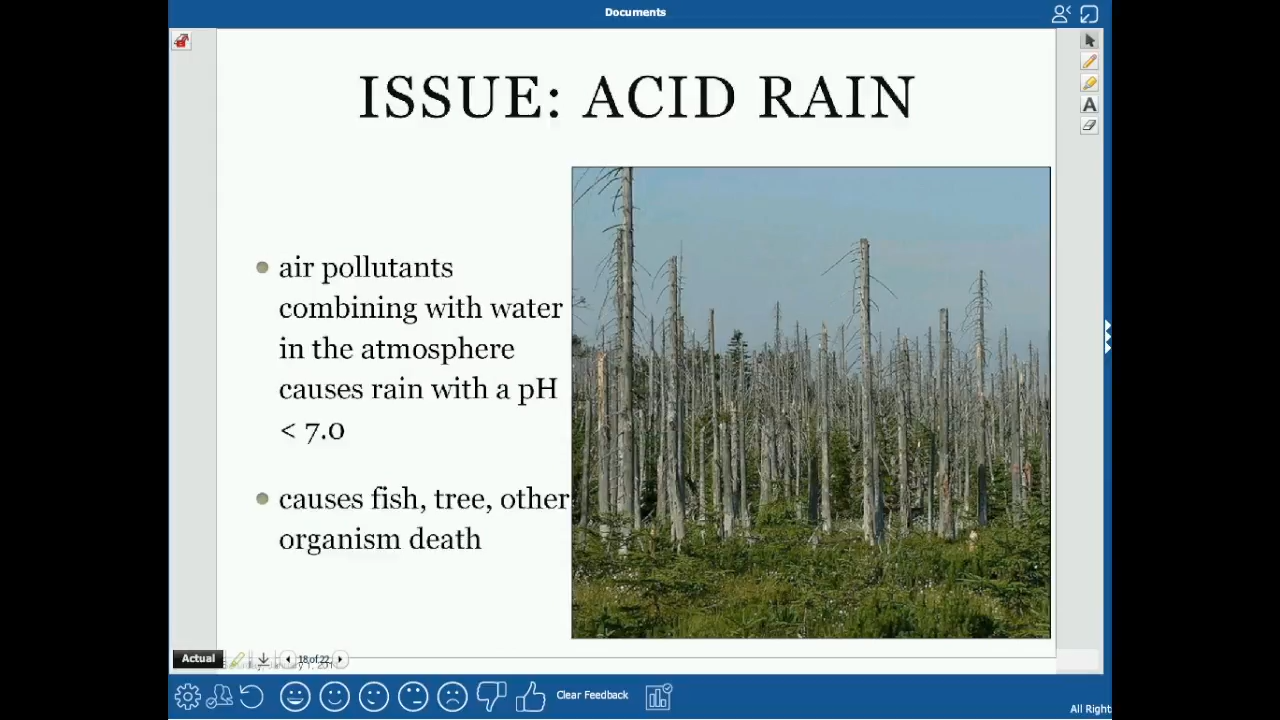 Documents
ISSUE: ACID RAIN
air pollutants
combining with water
in the atmosphere
causes rain with a pH
< 7.0
causes fish, tree, other
organism death
A
Actual
18 of 22
Clear Feedback
All Right